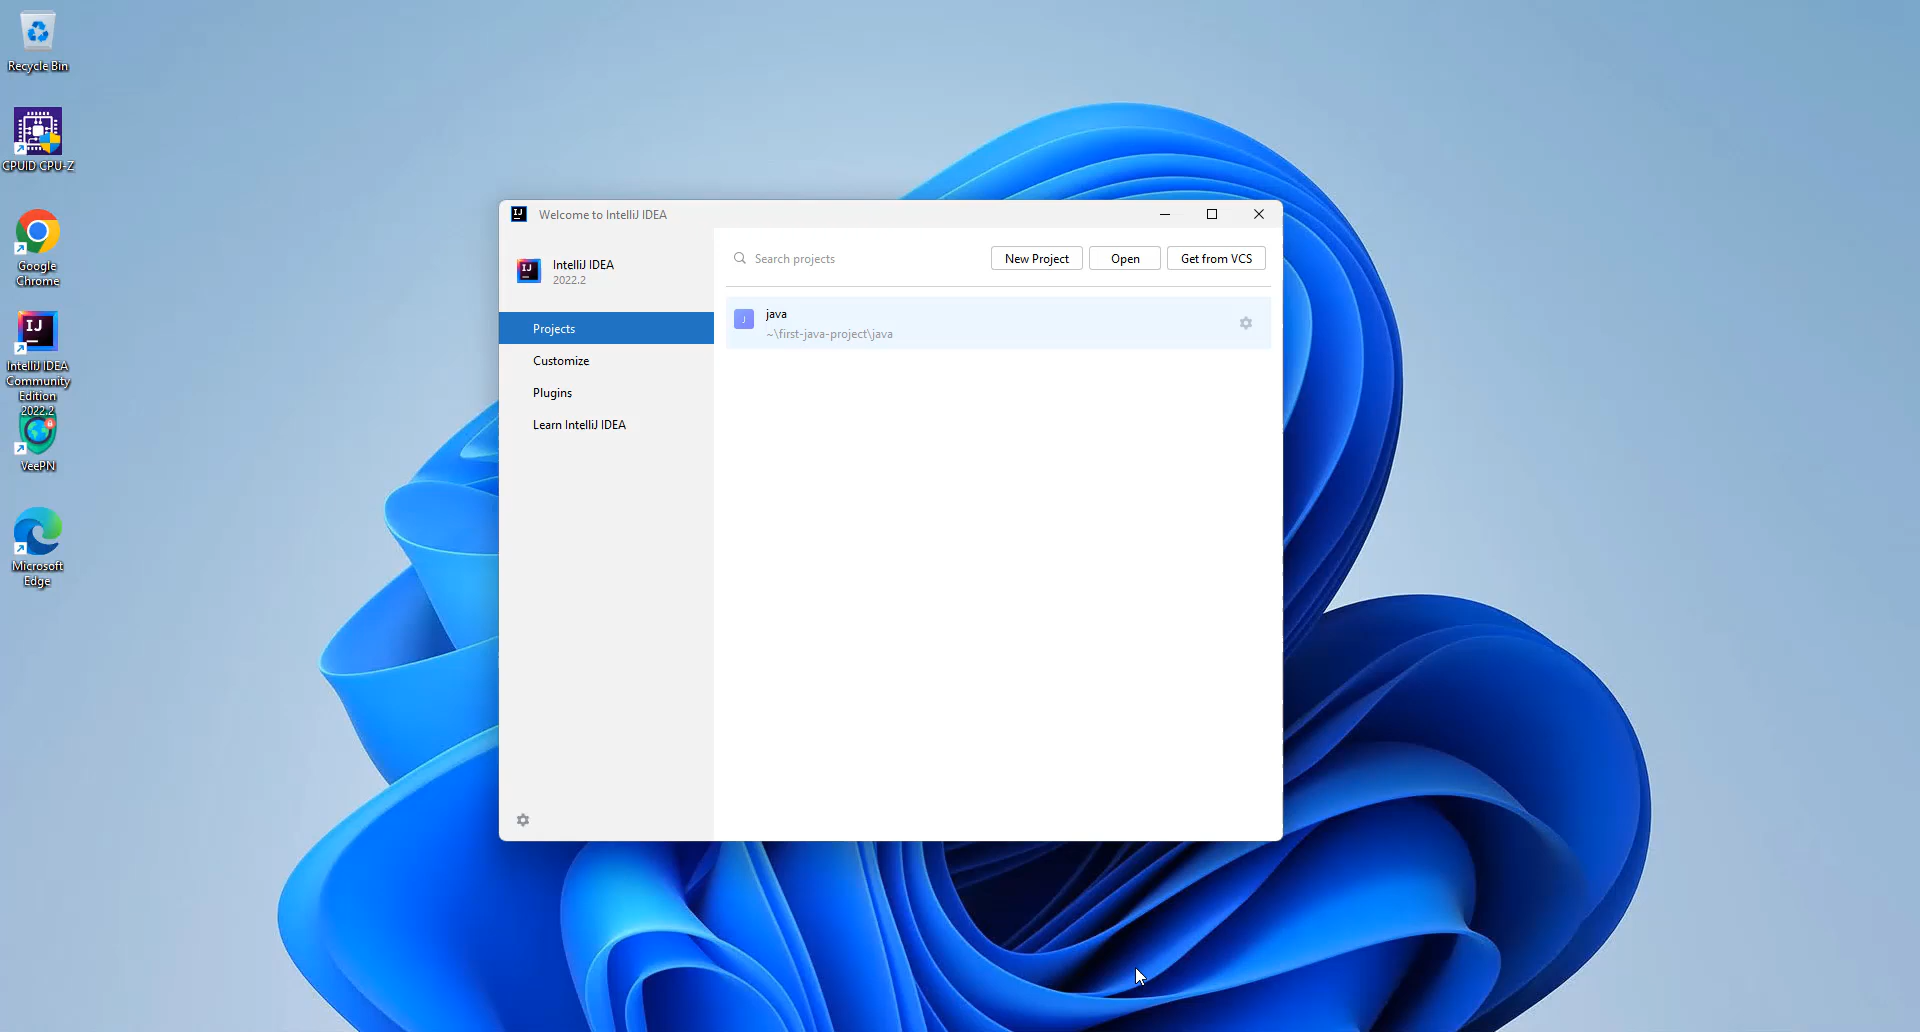 Recycle Bin
CPUID CPU-Z
Google
Chrome
IntelliJ IDEA
Community
Edition
2022.2
VeePN
Microsoft
Edge
Welcome to IntelliJ IDEA
IntelliJ IDEA
2022.2
Projects
Customize
Plugins
Learn IntelliJ IDEA
Search projects
New Project
Open
Get from VCS
java
~\first-java-project\java